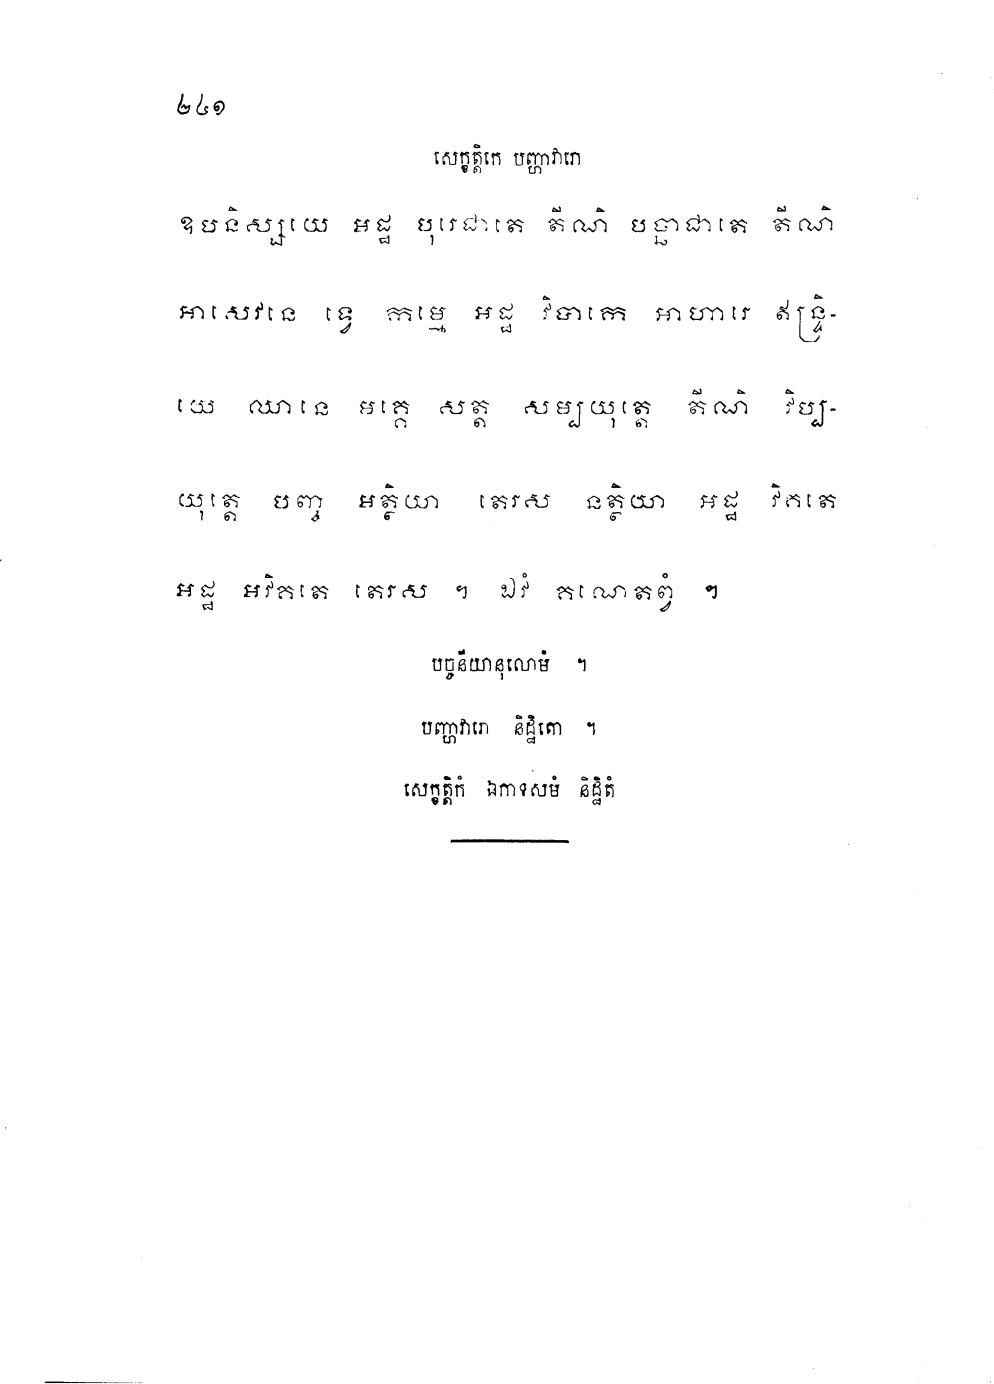 ២៤១
សេក្ខត្តិកេ បញ្ហាវារោ
ឧបនិស្សយេ អដ្ឋ បុរេជាតេ តីណិ បច្ឆាជាតេ តីណិ
អាសេវនេ ទ្វេ កម្មេ អដ្ឋ វិបាកេ អាហារេ ឥន្ទ្រិ-
យេ ឈានេ មគ្គេ សត្ត សម្បយុត្តេ តីណិ វិប្ប-
យុត្តេ បញ្ច អត្ថិយា តេរស នត្ថិយា អដ្ឋ វិគតេ
អដ្ឋ អវិគតេ តេរស ។ ឯវំ គណេតព្វំ ។
បច្ចនីយានុលោមំ ។
បញ្ហាវារោ និដ្ឋិតោ ។
សេក្ខត្តិកំ ឯកាទសមំ និដ្ឋិតំ